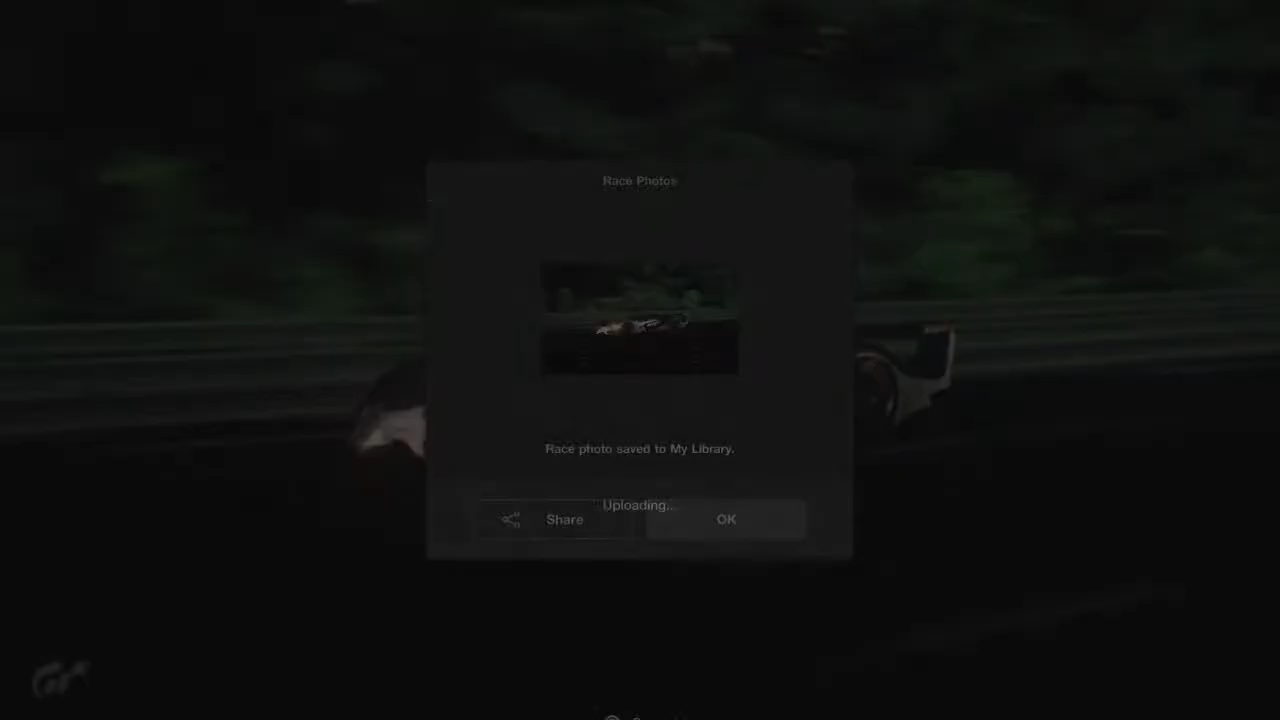 Race Photos
Race photo saved to My Library.
Uploading...
Share
OK